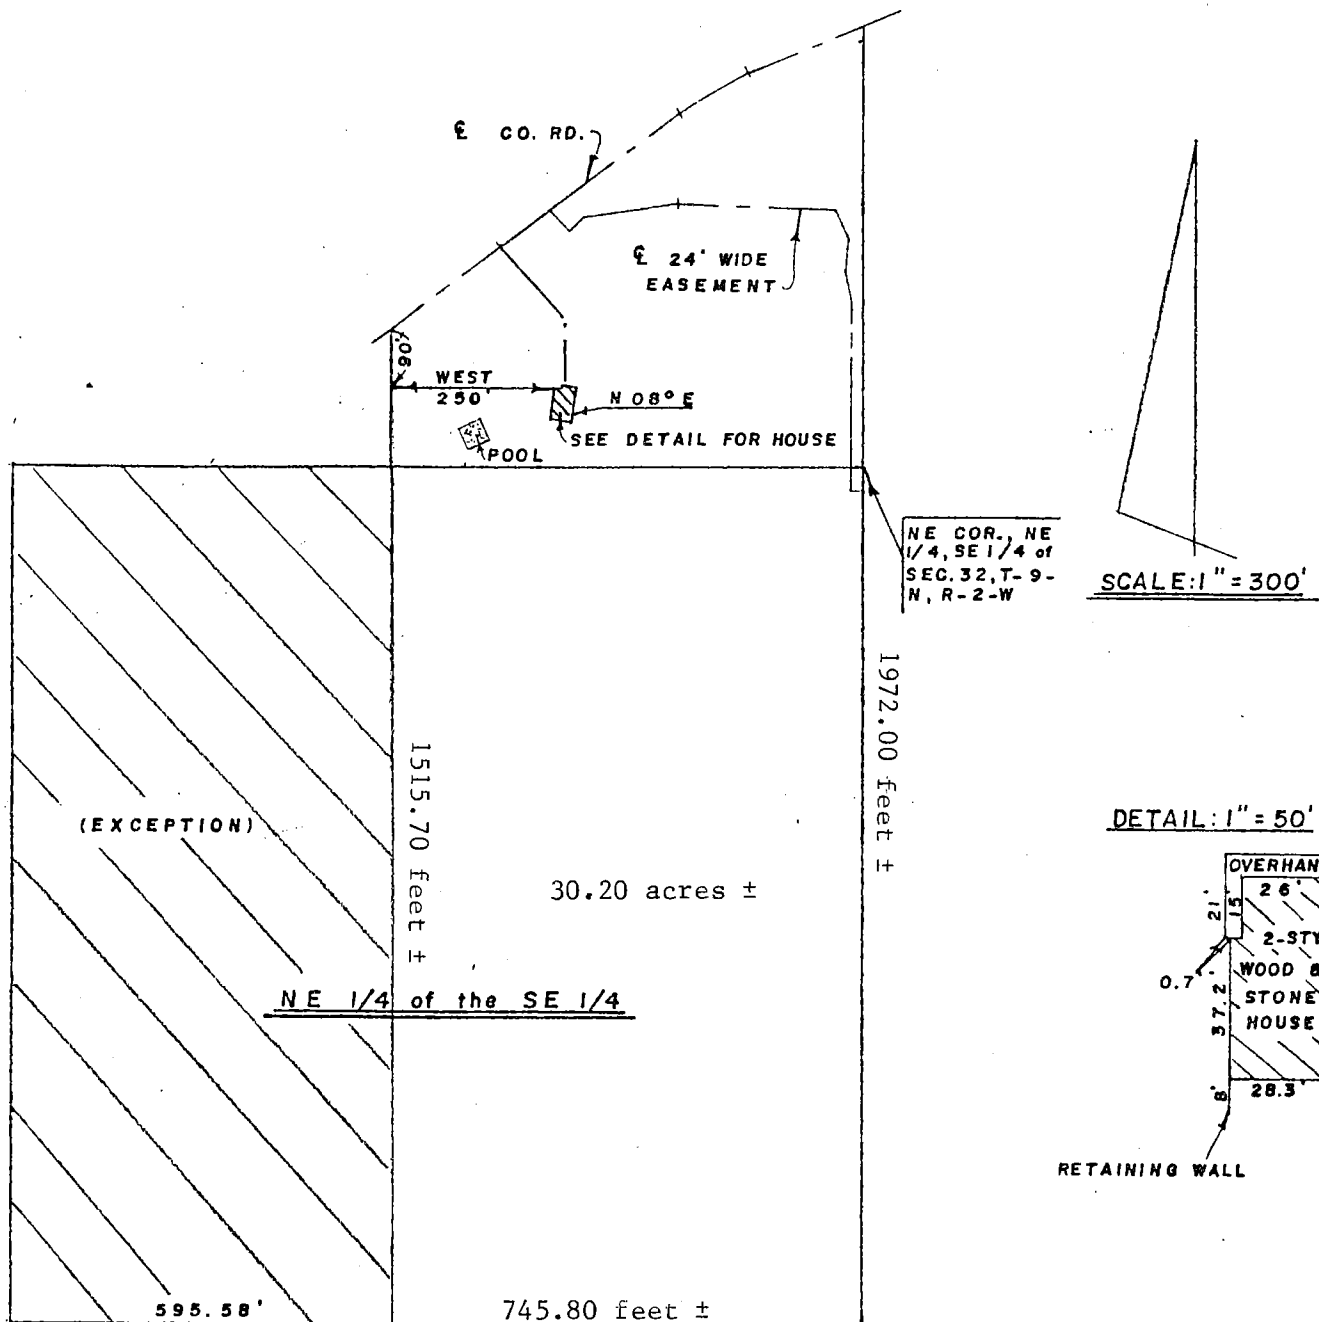 ℄ CO. RD.
℄ 24' WIDE
EASEMENT
90'
WEST
250'
N 08° E
SEE DETAIL FOR HOUSE
POOL
NE COR., NE
1/4, SE 1/4 of
SEC. 32, T-9-
N, R-2-W
SCALE: 1" = 300'
1972.00 feet ±
1515.70 feet ±
(EXCEPTION)
30.20 acres ±
NE 1/4 of the SE 1/4
DETAIL: 1" = 50'
OVERHAN
26'
21'
15'
2-STY
0.7'
WOOD &
STONE
37.2'
HOUSE
8'
28.3'
RETAINING WALL
595.58'
745.80 feet ±